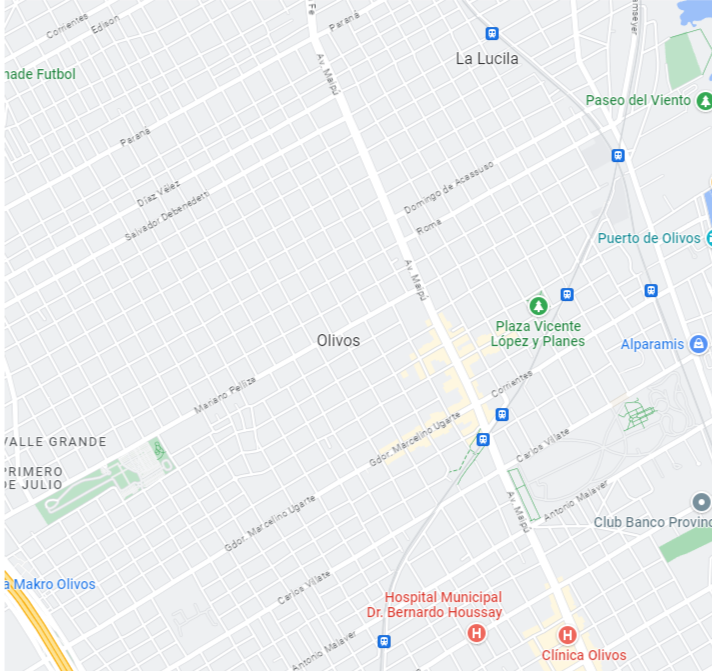 Corrientes
Edison
Fe
Paraná
La Lucila
nade Futbol
Av. Maipú
Paseo del Viento
Paraná
Díaz Vélez
Salvador Debenedetti
Domingo de Acassuso
Roma
Puerto de Olivos
Av. Maipú
Plaza Vicente
López y Planes
Olivos
Alparamis
Mariano Pelliza
Corrientes
Gdor. Marcelino Ugarte
VALLE GRANDE
PRIMERO
DE JULIO
Carlos Villate
Gdor. Marcelino Ugarte
Av. Maipú
Antonio Malaver
Club Banco Provinc
a Makro Olivos
Carlos Villate
Hospital Municipal
Dr. Bernardo Houssay
Antonio Malaver
Clínica Olivos